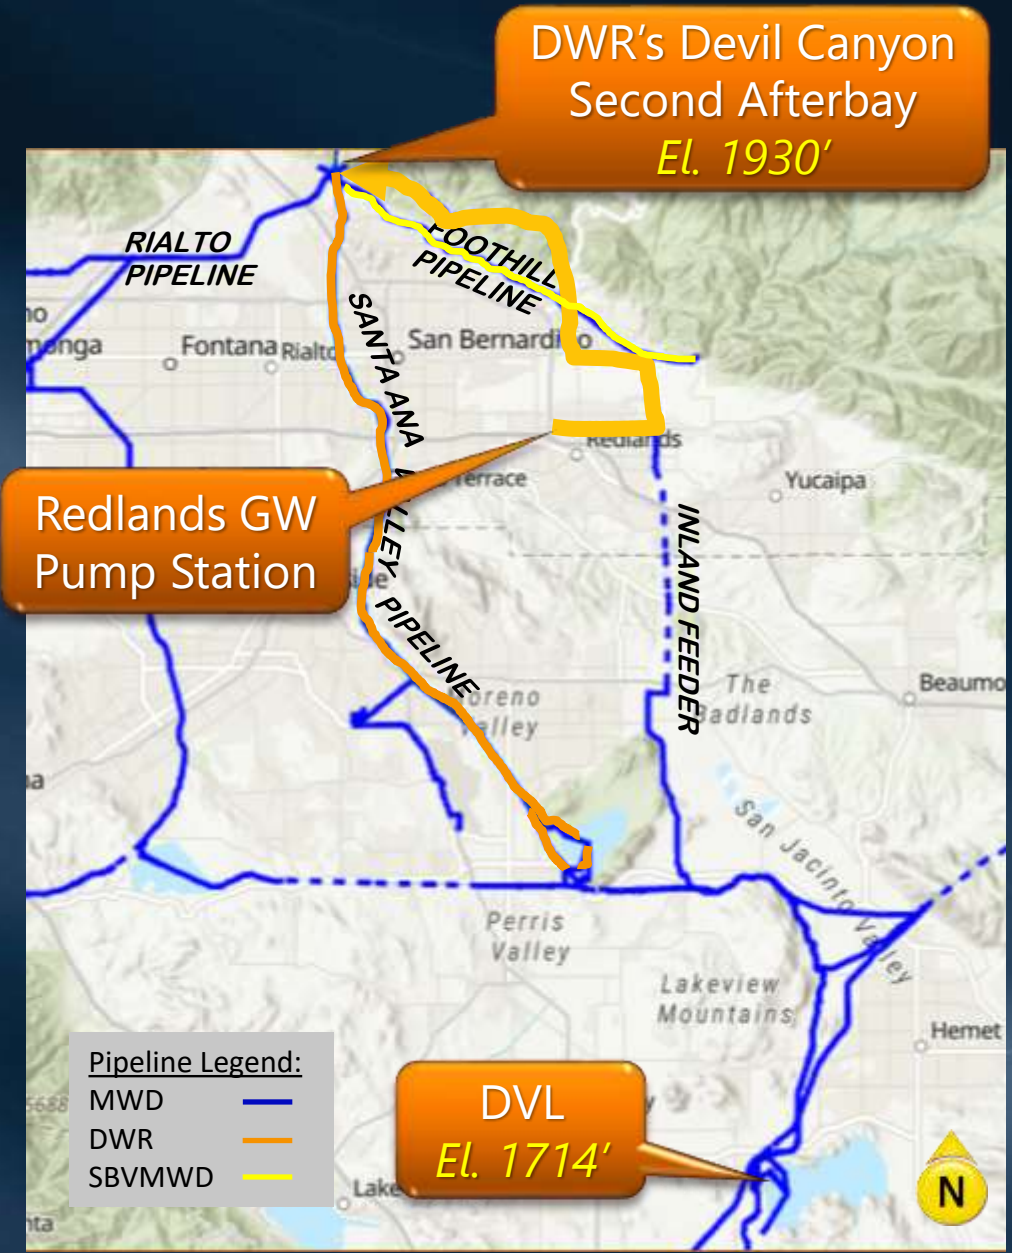 DWR's Devil Canyon
Second Afterbay
El. 1930'
RIALTO
PIPELINE
FOOTHILL
PIPELINE
SANTA ANA VALLEY PIPELINE
Fontana
Rialto
San Bernardino
Redlands
Terrace
Yucaipa
Redlands GW
Pump Station
INLAND FEEDER
Moreno
Valley
The
Badlands
Beaumo
San Jacinto Valley
Perris
Valley
Lakeview
Mountains
Hemet
Pipeline Legend:
MWD
DWR
SBVMWD
DVL
El. 1714'
Lake
N